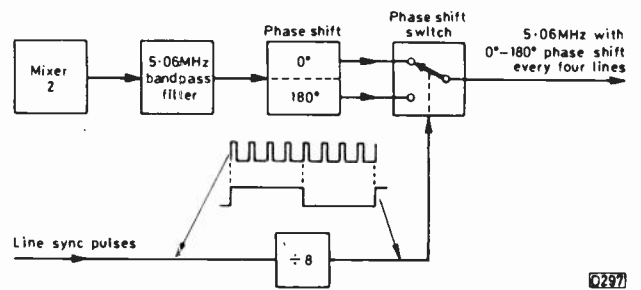 Phase shift
Phase shift
switch
Mixer
2
5·06MHz
bandpass
filter
0°
180°
5·06MHz with
0°-180° phase shift
every four lines
Line sync pulses
÷8
0297